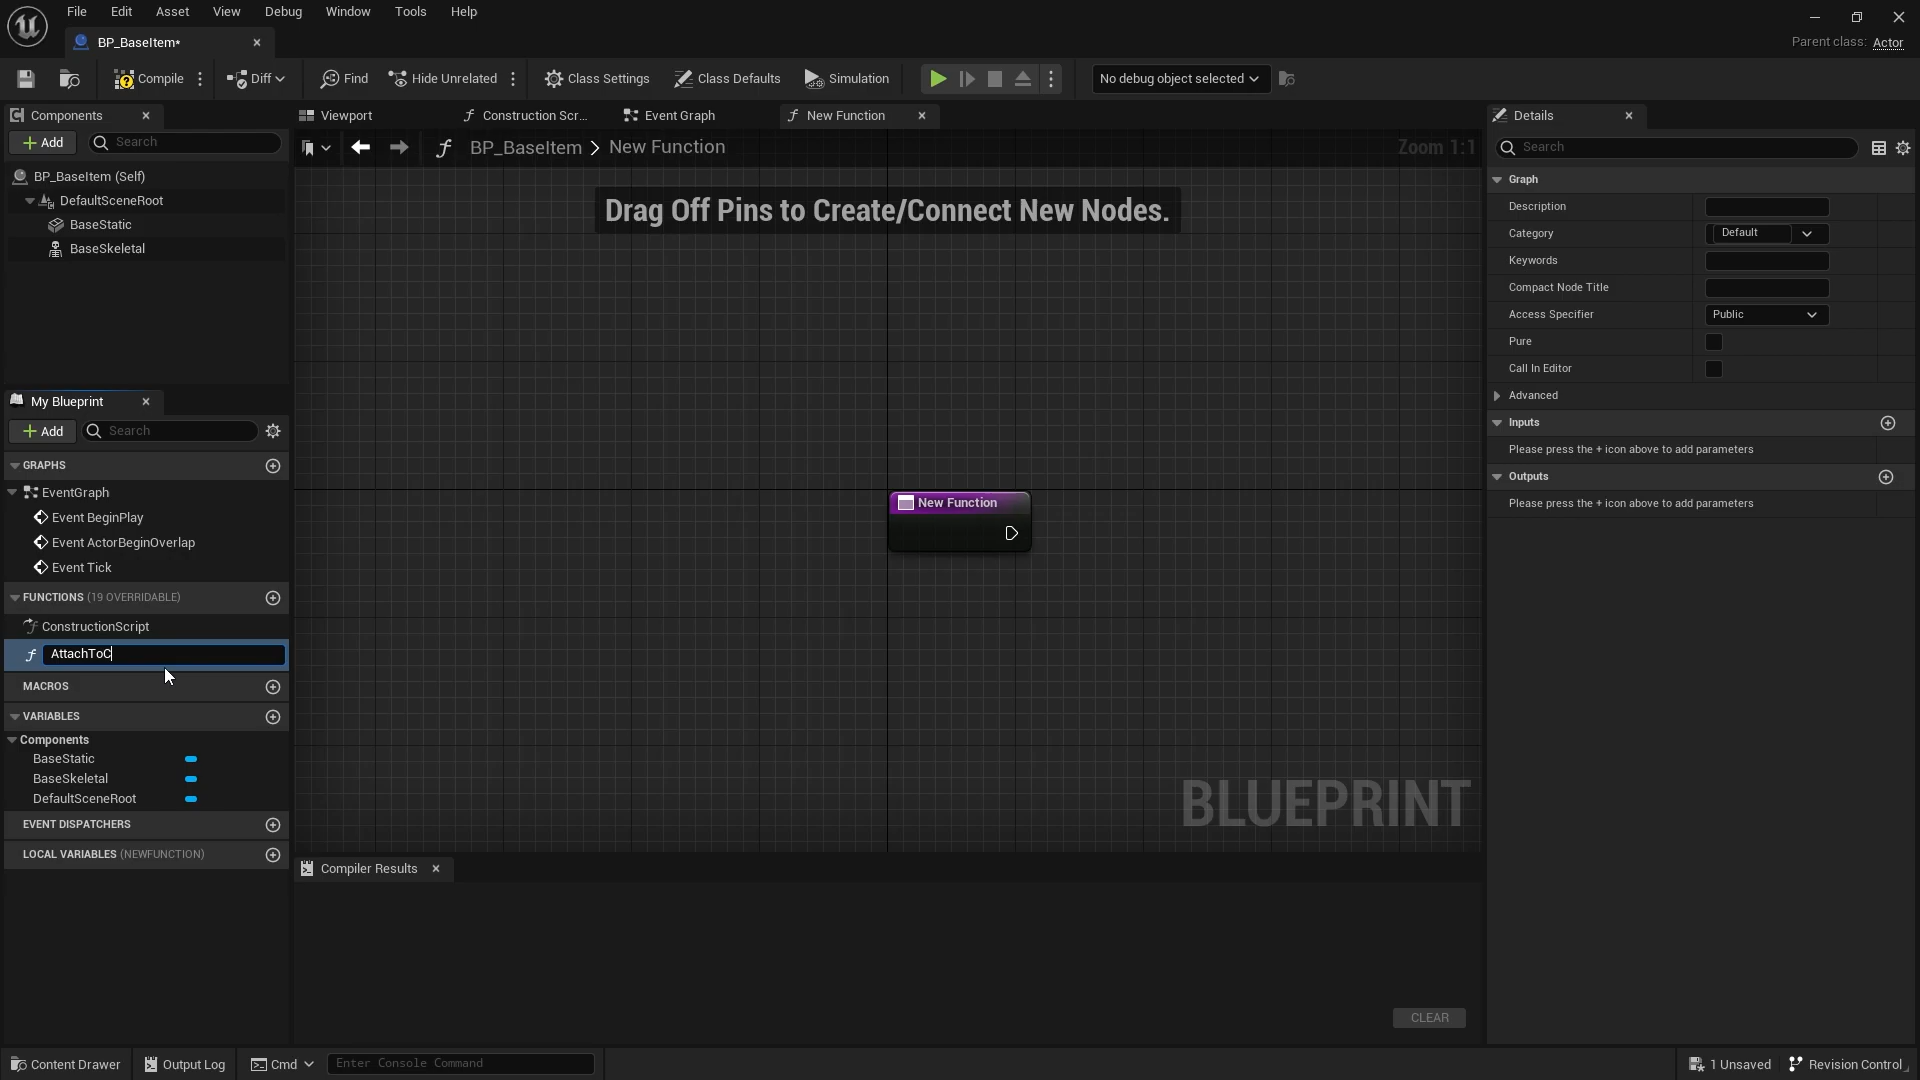 File Edit Asset View Debug Window Tools Help
BP_BaseItem*
Parent class: Actor
Compile Diff Find Hide Unrelated Class Settings Class Defaults Simulation No debug object selected
Components
Viewport Construction Scr... Event Graph New Function
Details
Add Search
BP_BaseItem > New Function
Zoom 1:1
Search
BP_BaseItem (Self)
DefaultSceneRoot
BaseStatic
BaseSkeletal
Drag Off Pins to Create/Connect New Nodes.
Graph
Description
Category Default
Keywords
Compact Node Title
Access Specifier Public
Pure
Call In Editor
Advanced
Inputs
Please press the + icon above to add parameters
Outputs
Please press the + icon above to add parameters
My Blueprint
Add Search
GRAPHS
EventGraph
Event BeginPlay
Event ActorBeginOverlap
Event Tick
FUNCTIONS (19 OVERRIDABLE)
ConstructionScript
AttachToC
MACROS
VARIABLES
Components
BaseStatic
BaseSkeletal
DefaultSceneRoot
EVENT DISPATCHERS
LOCAL VARIABLES (NEWFUNCTION)
New Function
BLUEPRINT
Compiler Results
CLEAR
Content Drawer Output Log Cmd Enter Console Command 1 Unsaved Revision Control